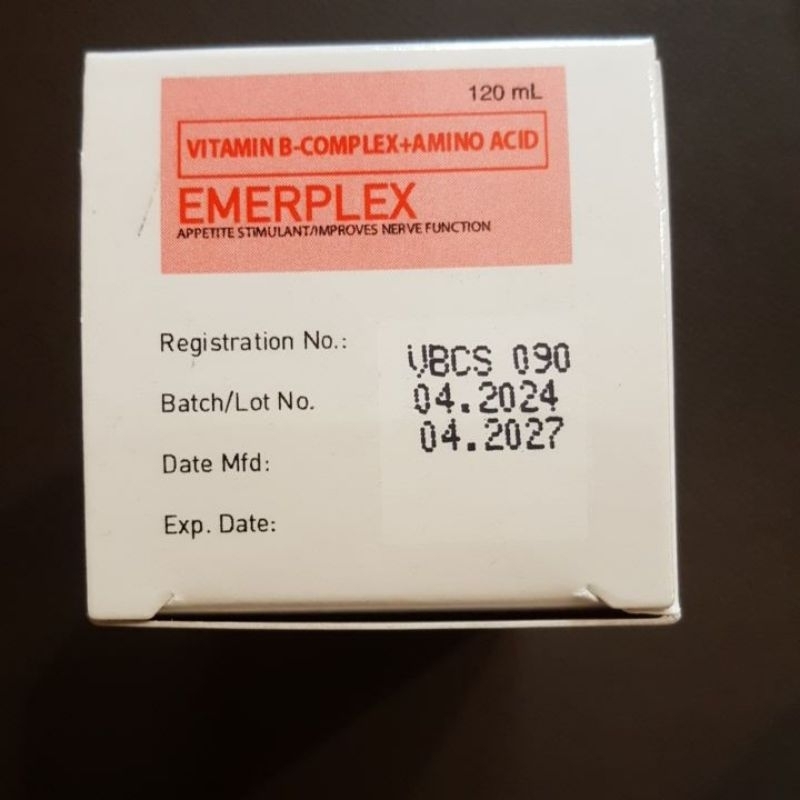 120 mL
VITAMIN B-COMPLEX+AMINO ACID
EMERPLEX
APPETITE STIMULANT/IMPROVES NERVE FUNCTION
Registration No.:
VBCS 090
Batch/Lot No.
04.2024
04.2027
Date Mfd:
Exp. Date: